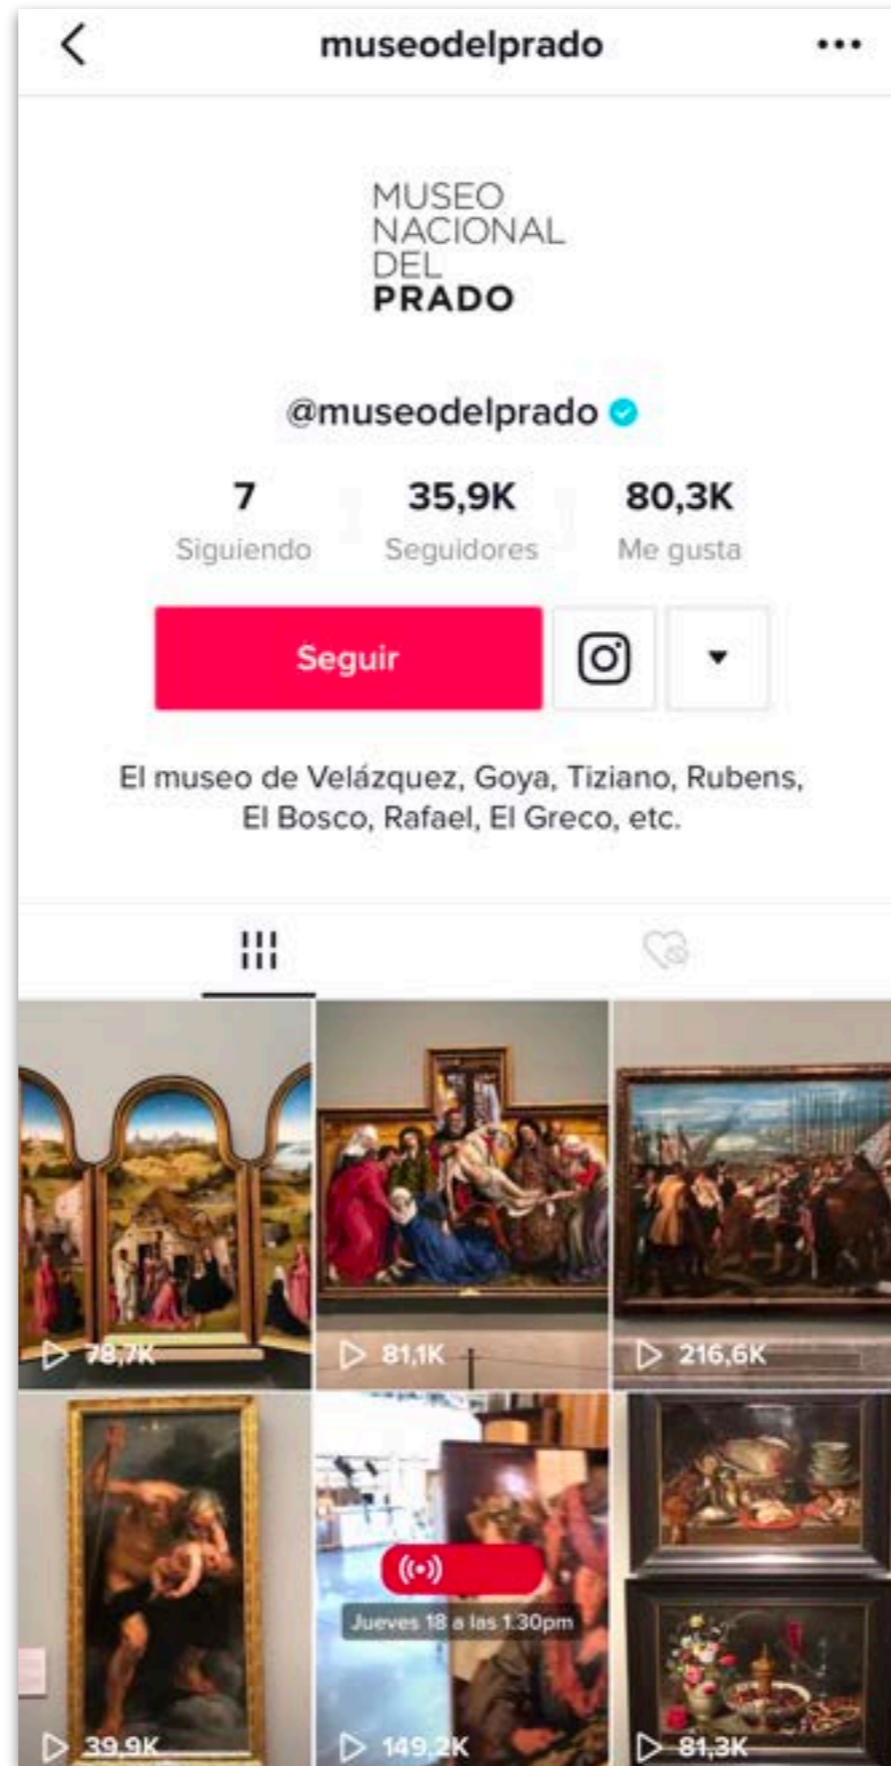 museodelprado
MUSEO
NACIONAL
DEL
PRADO
@museodelprado
7 35,9K 80,3K
Siguiendo Seguidores Me gusta
Seguir
El museo de Velázquez, Goya, Tiziano, Rubens,
El Bosco, Rafael, El Greco, etc.
78,7K 81,1K 216,6K
Jueves 18 a las 1.30pm
39,9K 149,2K 81,3K